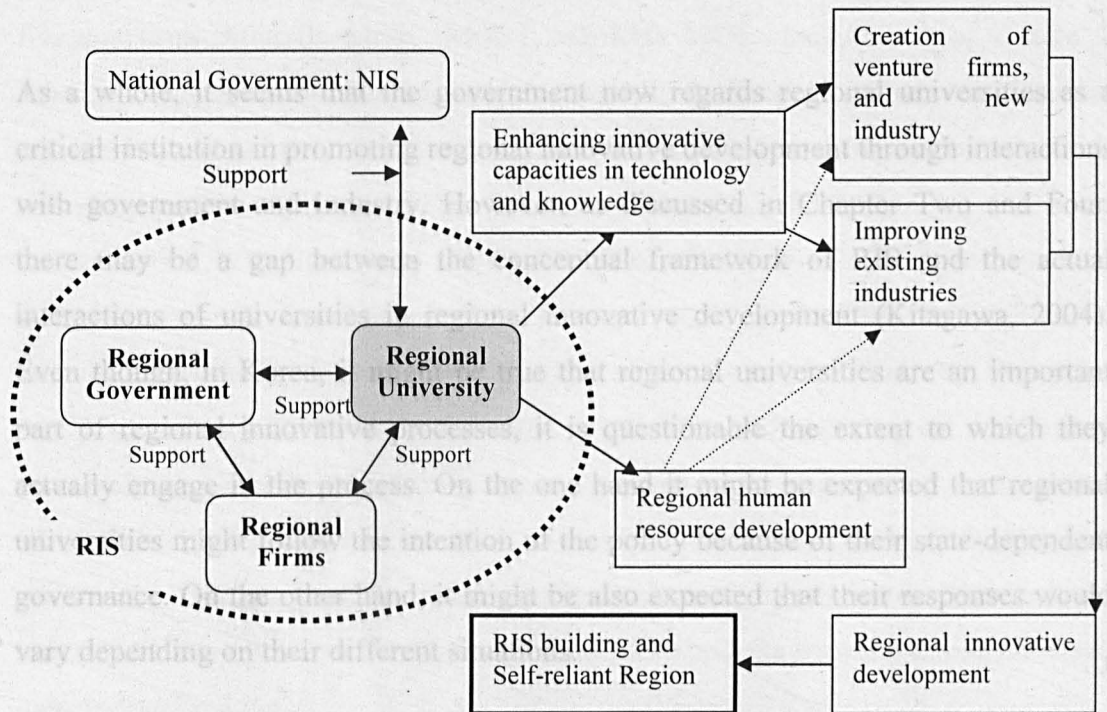 National Government: NIS
Support
Enhancing innovative
capacities in technology
and knowledge
Creation of
venture firms,
and new
industry
Improving
existing
industries
Regional
Government
Support
Regional
University
Support
Support
Regional
Firms
RIS
Regional human
resource development
Regional innovative
development
RIS building and
Self-reliant Region
As a whole, it seems that the government now regards regional universities as
critical institution in promoting regional innovative development through interactions
with government and industry. However, as discussed in Chapter Two and Four
there may be a gap between the conceptual framework of and the actual
interactions of universities in regional innovative development (Kitagawa, 2004)
Even though in Korea, it might be true that regional universities are an important
part of regional innovative processes, it is questionable the extent to which they
actually engage in the process. On the one hand it might be expected that regional
universities might follow the intention of the policy because of their state-dependent
governance. On the other hand, it might be also expected that their responses would
vary depending on their different situations.